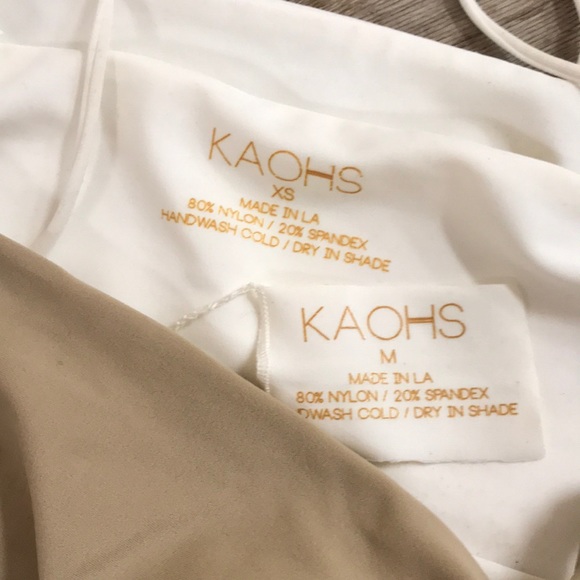 KAOHS
XS
MADE IN LA
80% NYLON / 20% SPANDEX
HANDWASH COLD / DRY IN SHADE
KAOHS
M
MADE IN LA
80% NYLON / 20% SPANDEX
DWASH COLD / DRY IN SHADE